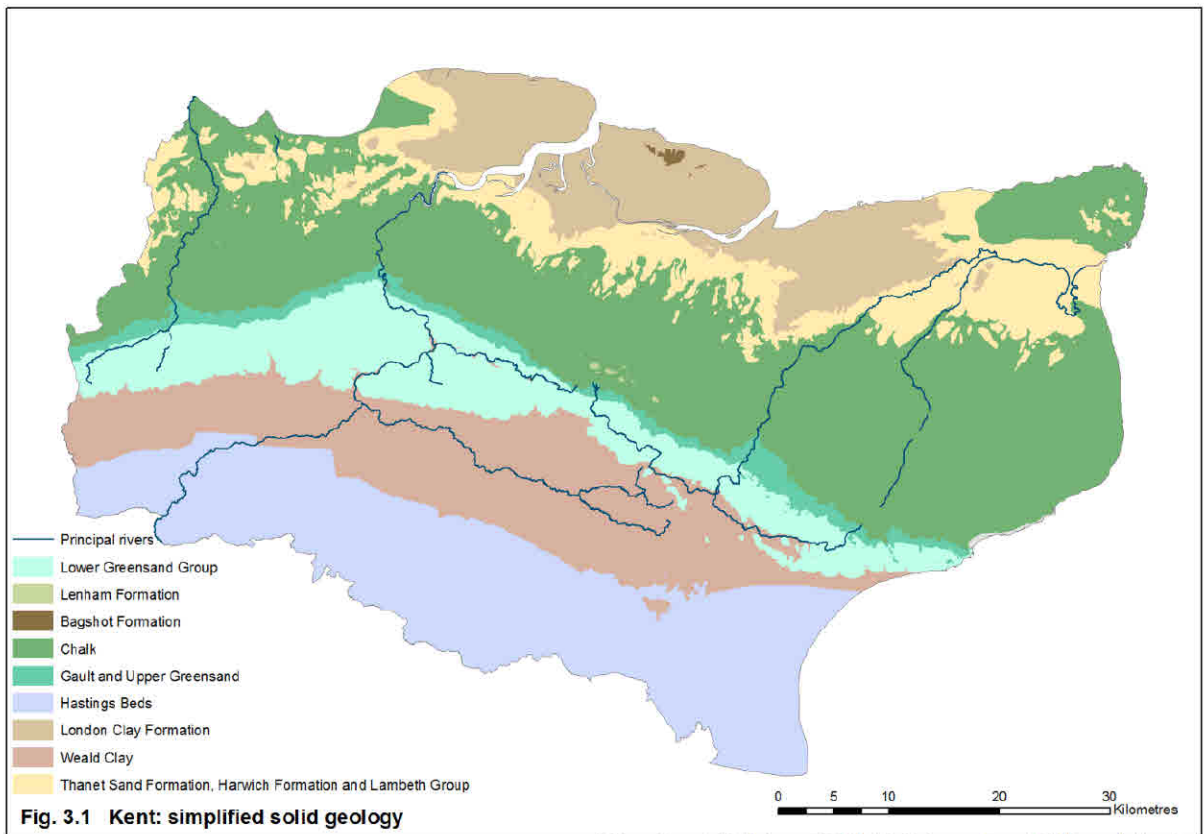 Principal rivers
Lower Greensand Group
Lenham Formation
Bagshot Formation
Chalk
Gault and Upper Greensand
Hastings Beds
London Clay Formation
Weald Clay
Thanet Sand Formation, Harwich Formation and Lambeth Group
Fig. 3.1 Kent: simplified solid geology
0 5 10 20 30
Kilometres